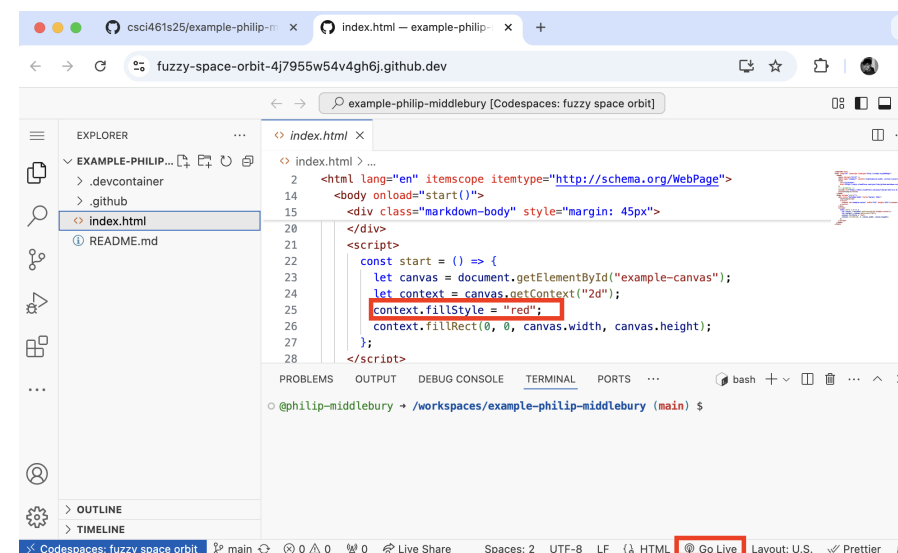 csci461s25/example-philip-m
index.html — example-philip-
fuzzy-space-orbit-4j7955w54v4gh6j.github.dev
example-philip-middlebury [Codespaces: fuzzy space orbit]
EXPLORER
EXAMPLE-PHILIP...
.devcontainer
.github
index.html
README.md
OUTLINE
TIMELINE
index.html
index.html > ...
2 <html lang="en" itemscope itemtype="http://schema.org/WebPage">
14 <body onload="start()">
15 <div class="markdown-body" style="margin: 45px">
20 </div>
21 <script>
22 const start = () => {
23 let canvas = document.getElementById("example-canvas");
24 let context = canvas.getContext("2d");
25 context.fillStyle = "red";
26 context.fillRect(0, 0, canvas.width, canvas.height);
27 };
28 </script>
PROBLEMS OUTPUT DEBUG CONSOLE TERMINAL PORTS ... bash
@philip-middlebury → /workspaces/example-philip-middlebury (main) $
Codespaces: fuzzy space orbit main 0 0 0 Live Share Spaces: 2 UTF-8 LF HTML Go Live Layout: U.S. Prettier